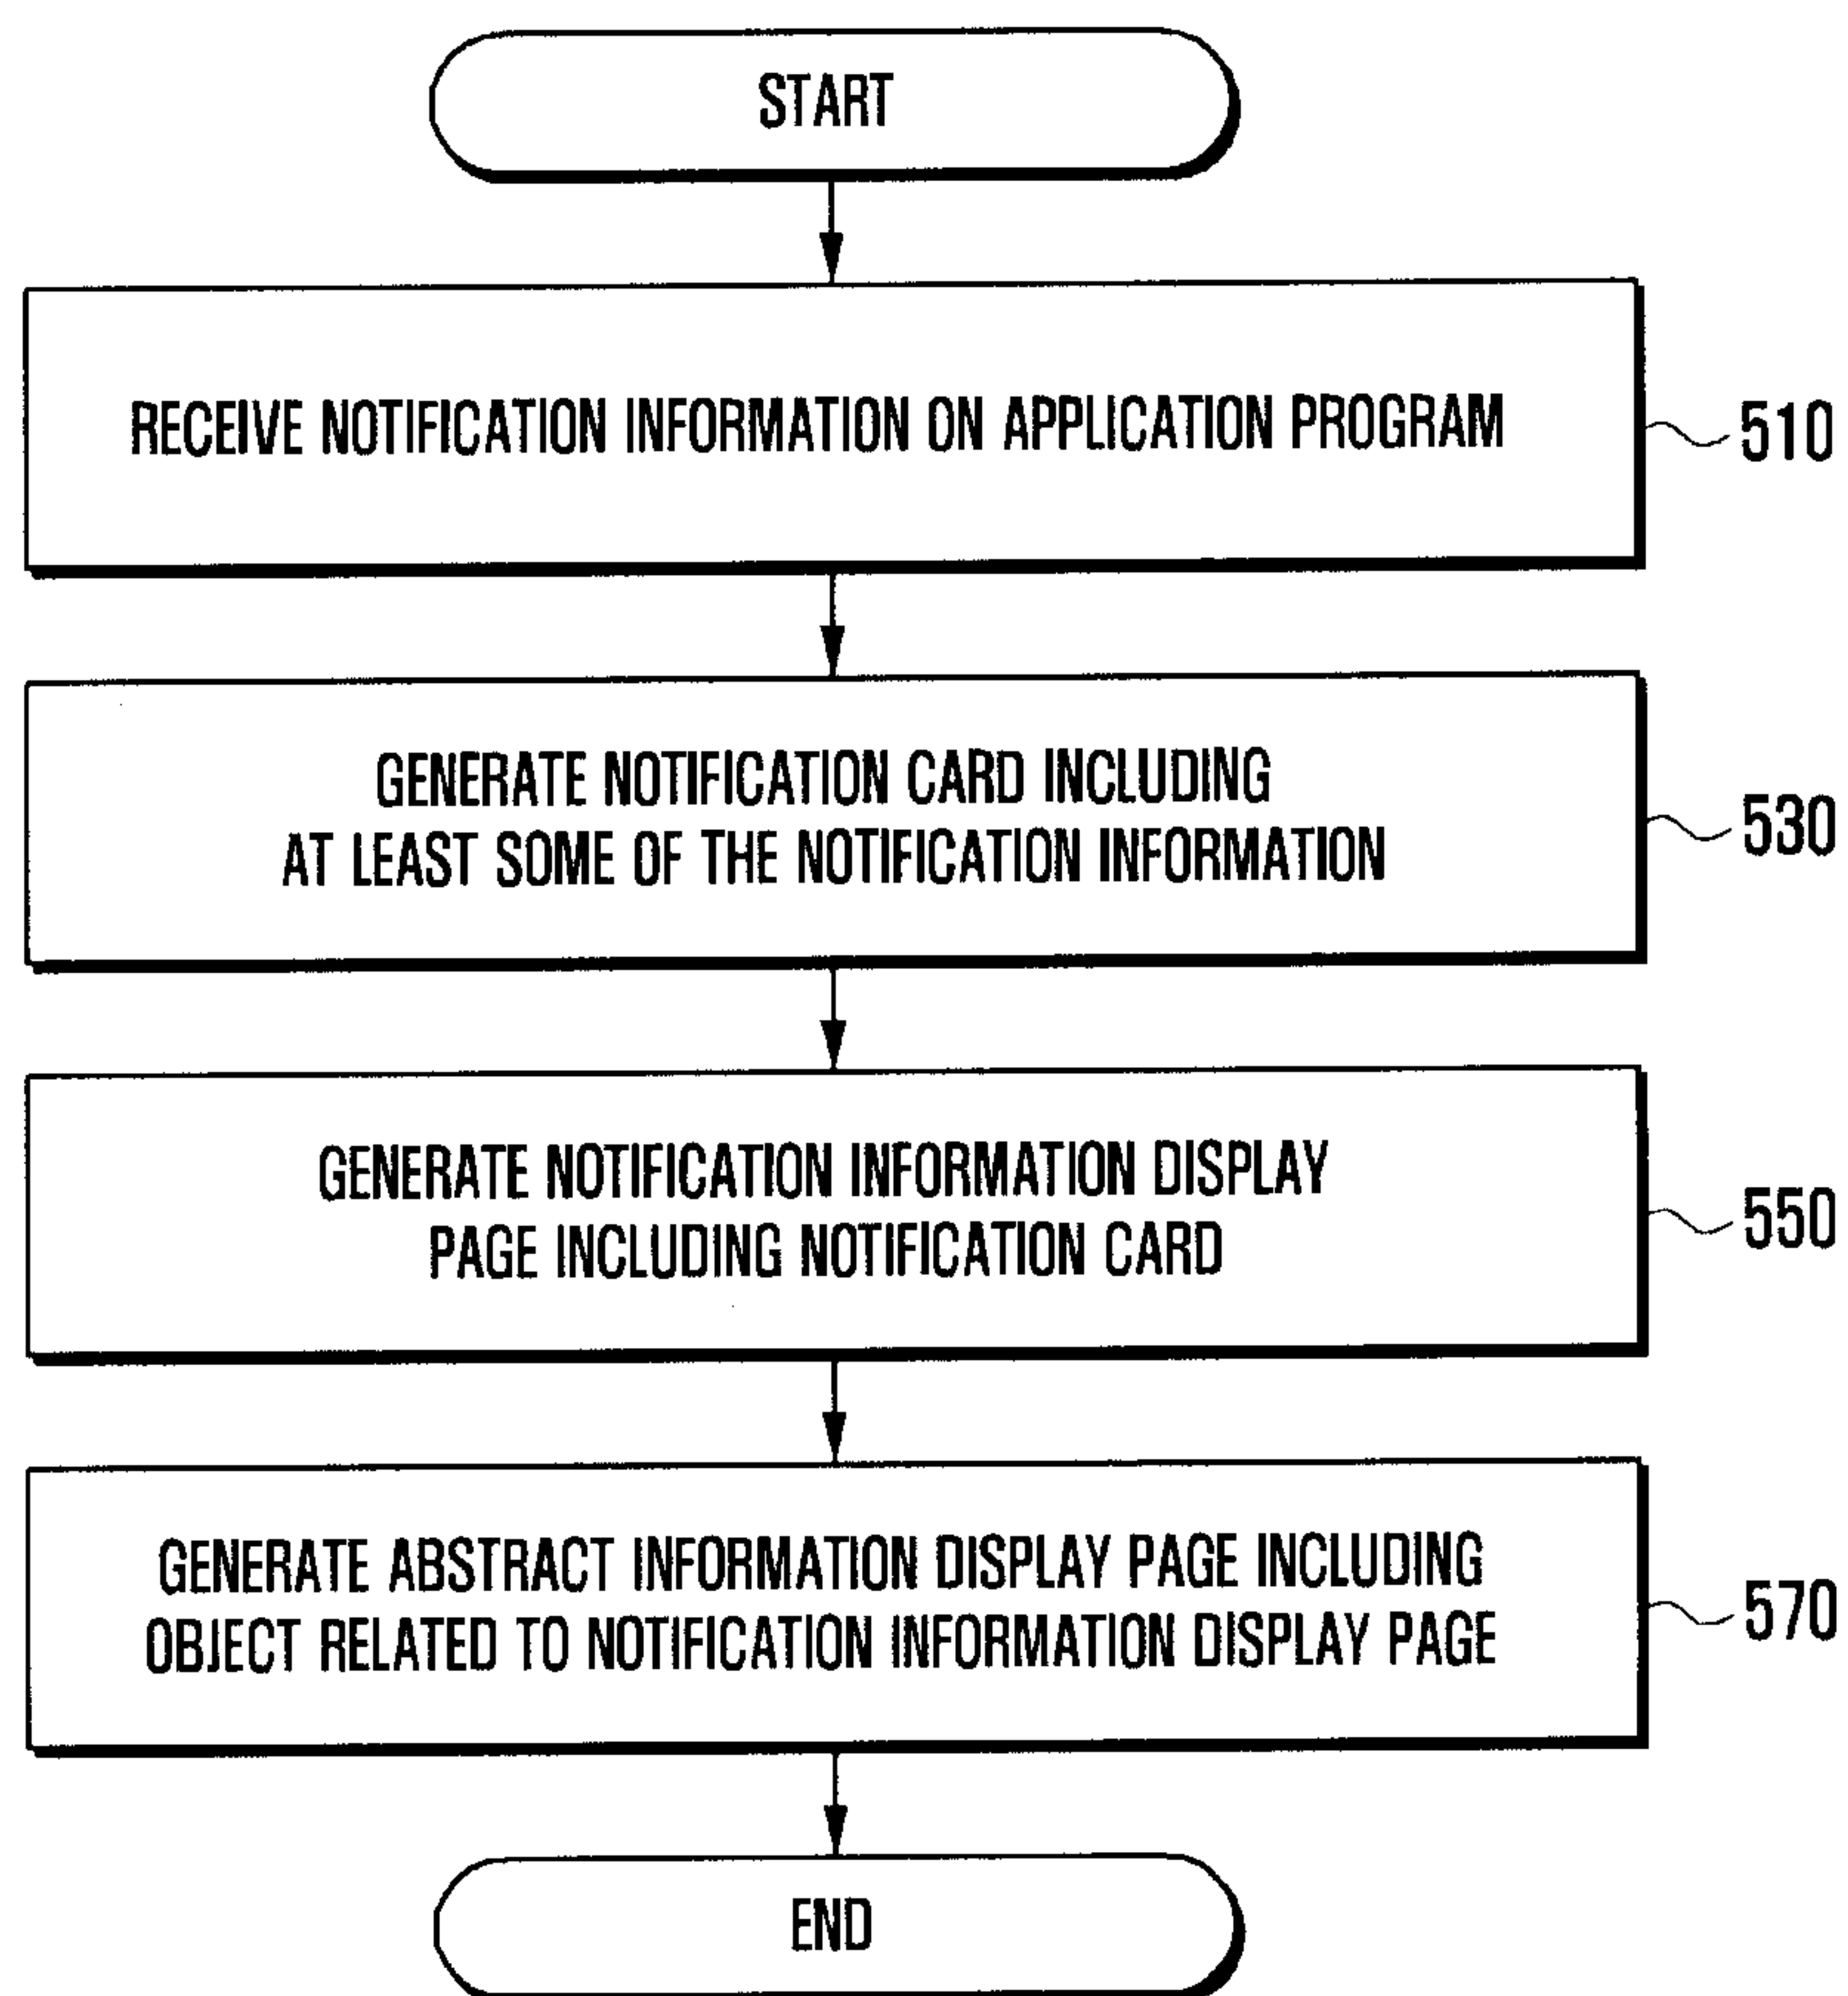 START
RECEIVE NOTIFICATION INFORMATION ON APPLICATION PROGRAM
510
GENERATE NOTIFICATION CARD INCLUDING
AT LEAST SOME OF THE NOTIFICATION INFORMATION
530
GENERATE NOTIFICATION INFORMATION DISPLAY
PAGE INCLUDING NOTIFICATION CARD
550
GENERATE ABSTRACT INFORMATION DISPLAY PAGE INCLUDING
OBJECT RELATED TO NOTIFICATION INFORMATION DISPLAY PAGE
570
END